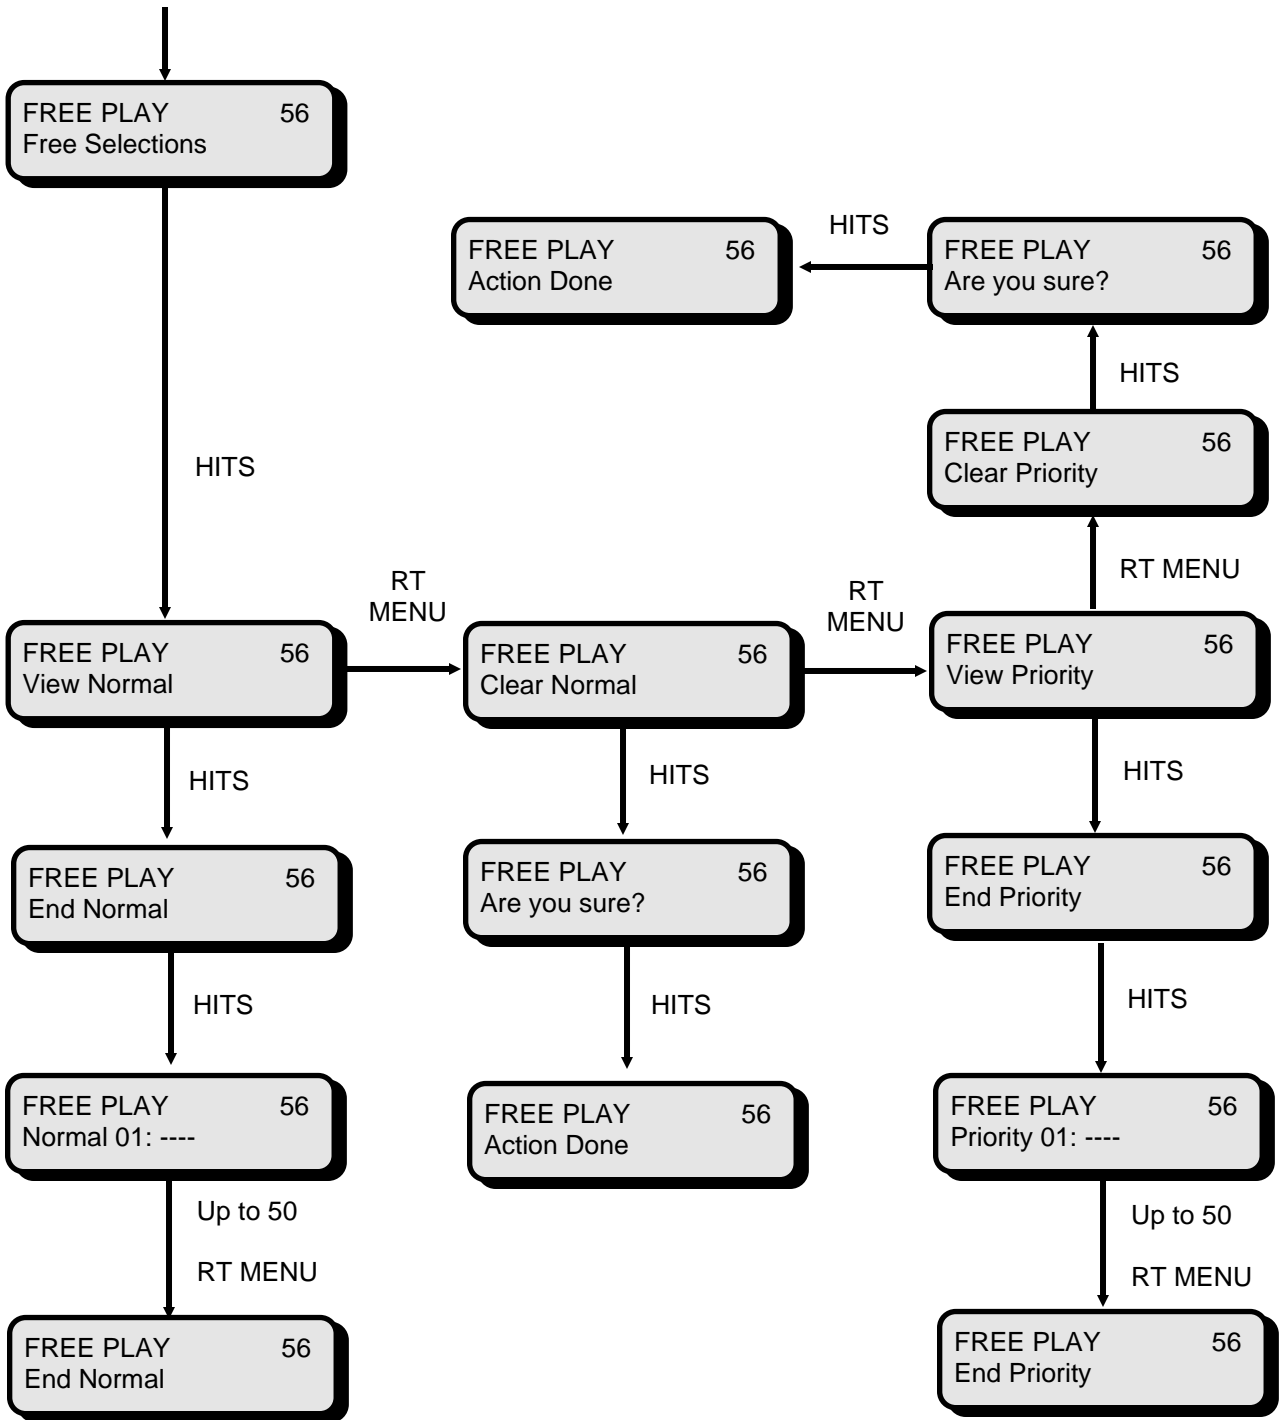 FREE PLAY 56
Free Selections
HITS
FREE PLAY 56
Action Done
HITS
FREE PLAY 56
Are you sure?
HITS
FREE PLAY 56
Clear Priority
RT MENU
FREE PLAY 56
View Normal
RT
MENU
FREE PLAY 56
Clear Normal
RT
MENU
FREE PLAY 56
View Priority
HITS
HITS
HITS
FREE PLAY 56
End Normal
FREE PLAY 56
Are you sure?
FREE PLAY 56
End Priority
HITS
HITS
HITS
FREE PLAY 56
Normal 01: ----
FREE PLAY 56
Action Done
FREE PLAY 56
Priority 01: ----
Up to 50
RT MENU
Up to 50
RT MENU
FREE PLAY 56
End Normal
FREE PLAY 56
End Priority